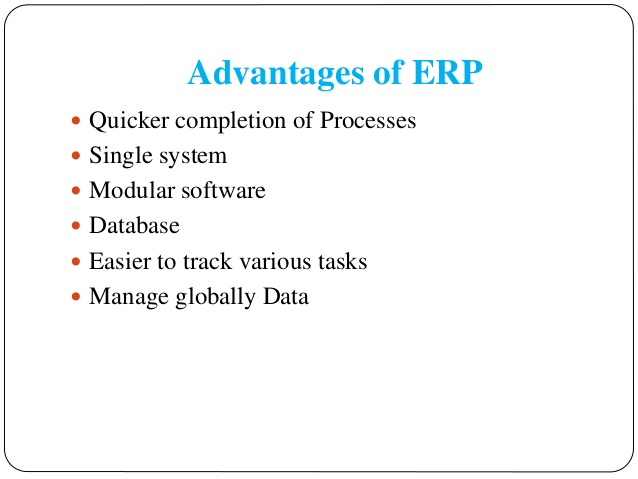 Advantages of ERP
• Quicker completion of Processes
• Single system
• Modular software
• Database
• Easier to track various tasks
• Manage globally Data